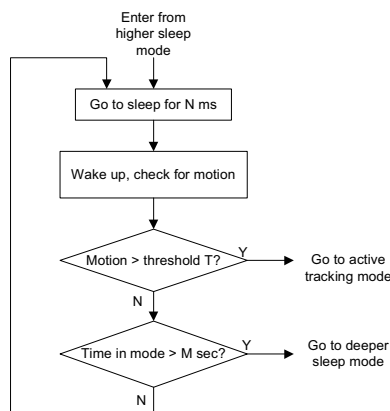 Enter from
higher sleep
mode
Go to sleep for N ms
Wake up, check for motion
Motion > threshold T?
Y
Go to active
tracking mode
N
Time in mode > M sec?
Y
Go to deeper
sleep mode
N